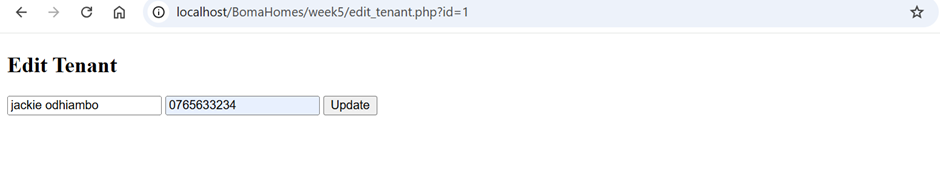 localhost/BomaHomes/week5/edit_tenant.php?id=1
Edit Tenant
jackie odhiambo 0765633234 Update